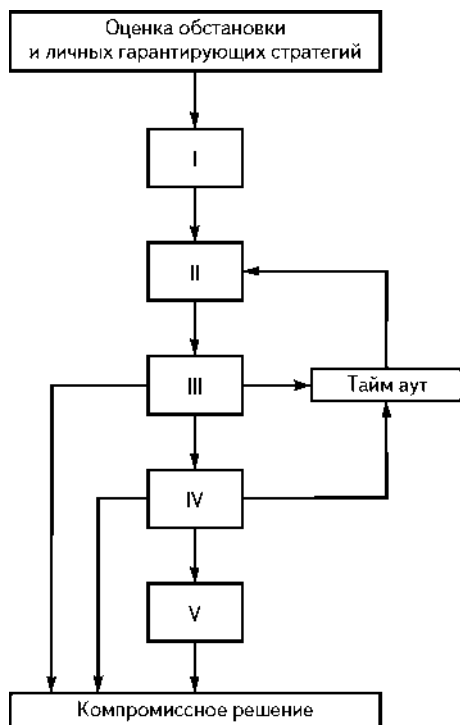 Оценка обстановки
и личных гарантирующих стратегий
I
II
III
Тайм аут
IV
V
Компромиссное решение